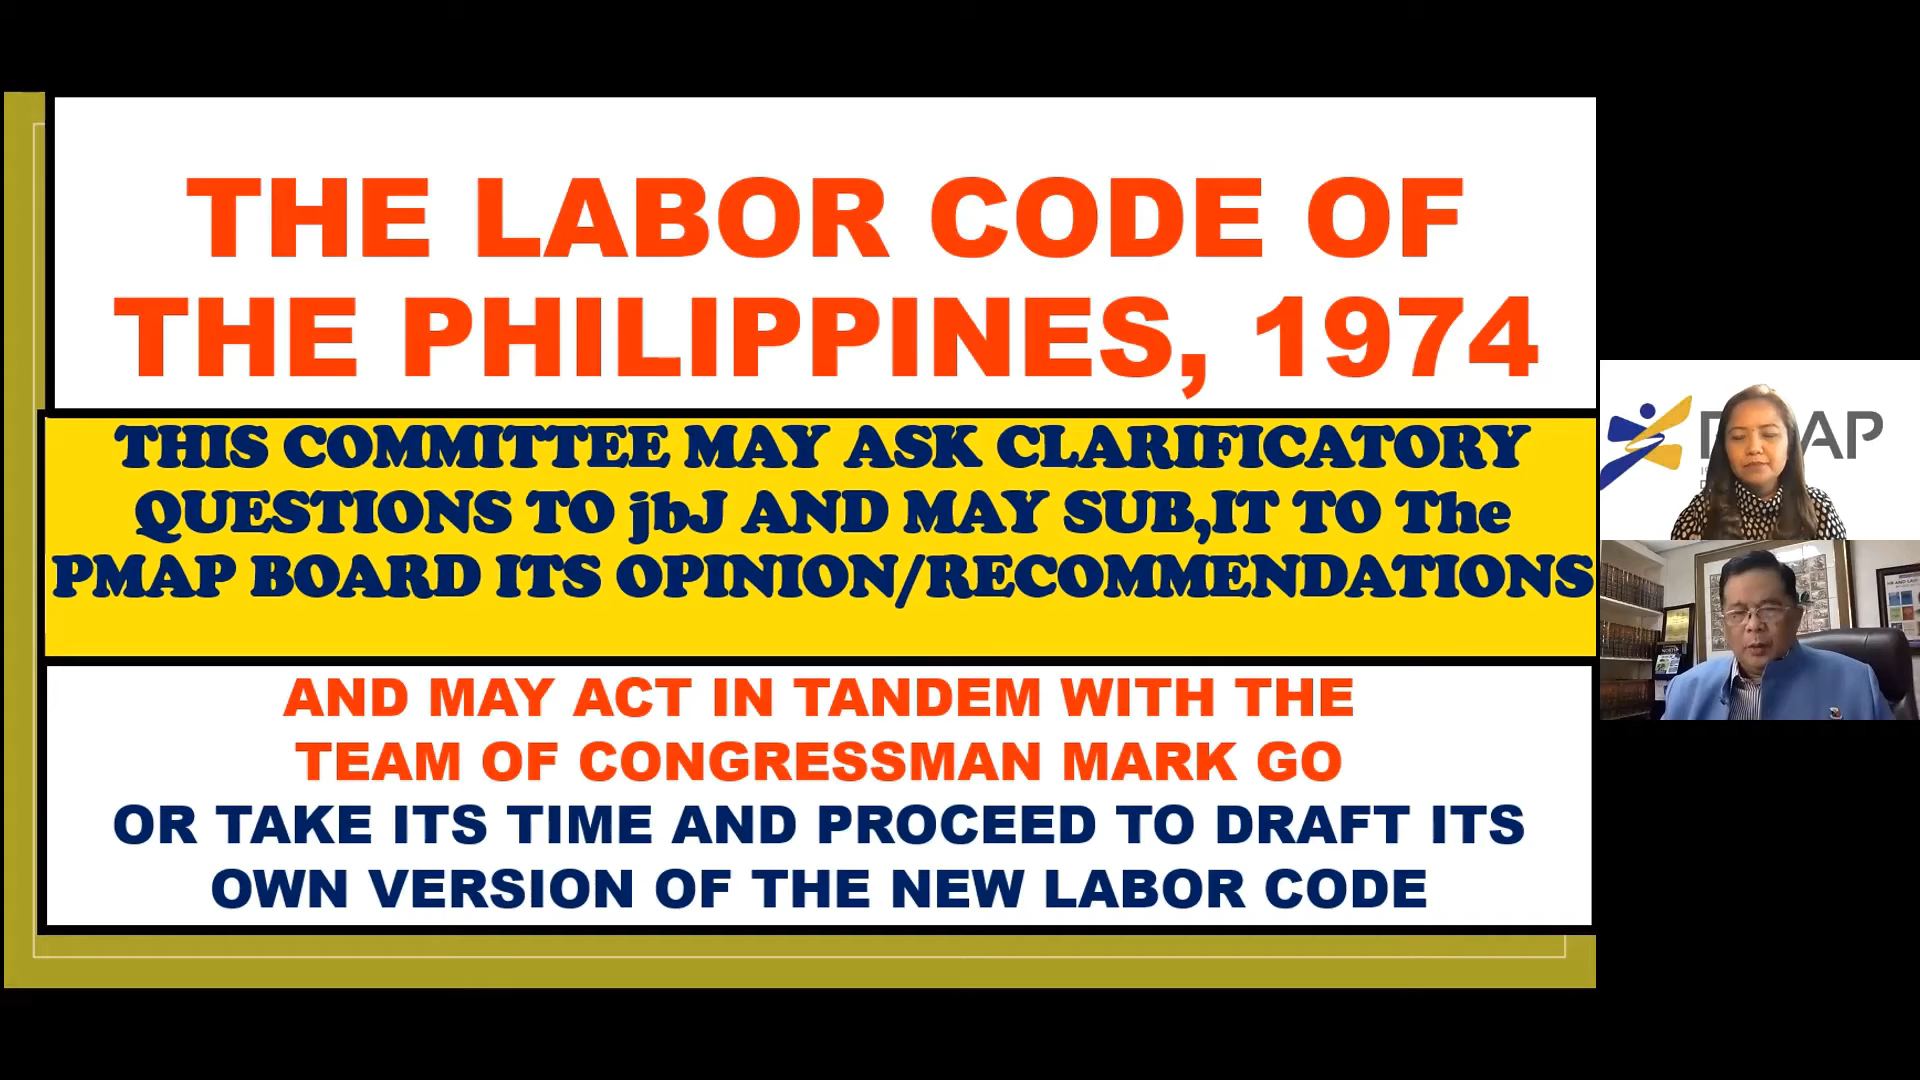 THE LABOR CODE OF
THE PHILIPPINES, 1974
THIS COMMITTEE MAY ASK CLARIFICATORY
QUESTIONS TO jbJ AND MAY SUB,IT TO The
PMAP BOARD ITS OPINION/RECOMMENDATIONS
AND MAY ACT IN TANDEM WITH THE
TEAM OF CONGRESSMAN MARK GO
OR TAKE ITS TIME AND PROCEED TO DRAFT ITS
OWN VERSION OF THE NEW LABOR CODE